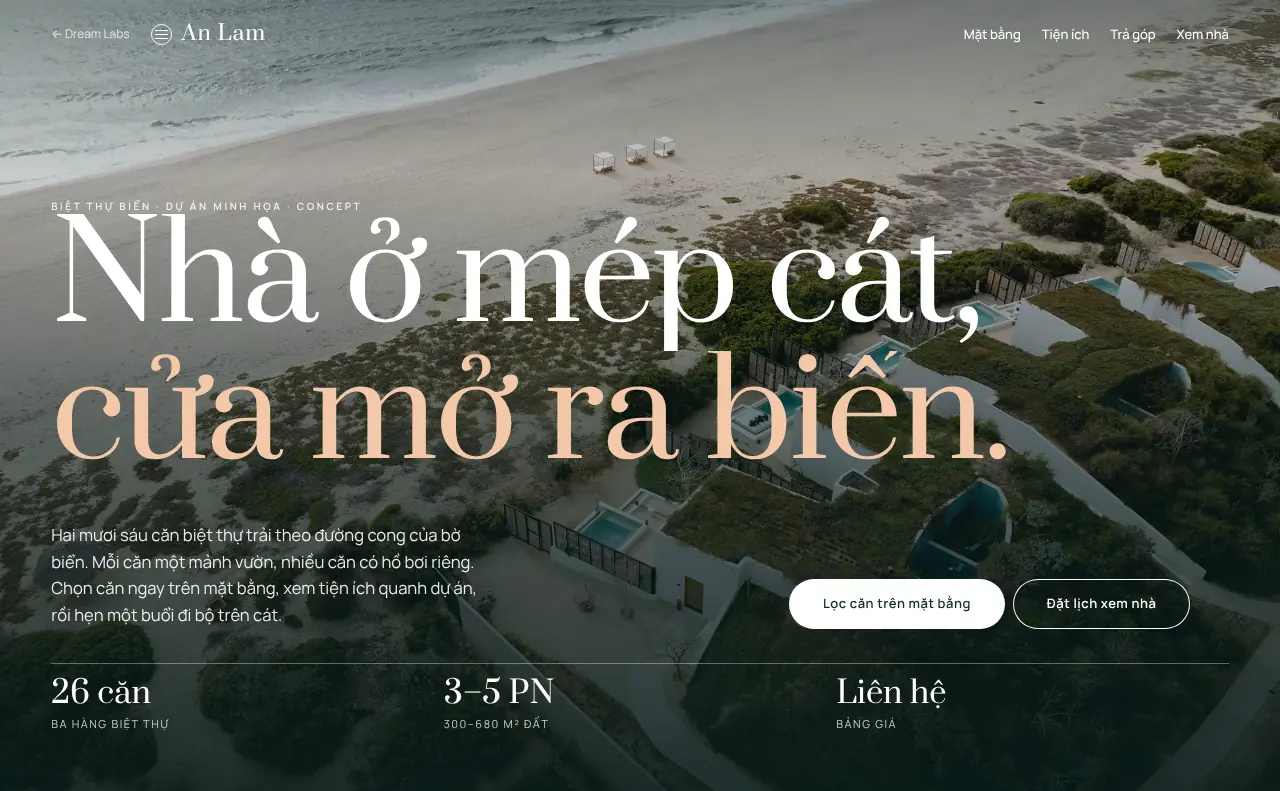 ← Dream Labs
An Lam
Mặt bằng
Tiện ích
Trả góp
Xem nhà
BIỆT THỰ BIỂN · DỰ ÁN MINH HỌA · CONCEPT
Nhà ở mép cát,
cửa mở ra biển.
Hai mươi sáu căn biệt thự trải theo đường cong của bờ
biển. Mỗi căn một mảnh vườn, nhiều căn có hồ bơi riêng.
Chọn căn ngay trên mặt bằng, xem tiện ích quanh dự án,
rồi hẹn một buổi đi bộ trên cát.
Lọc căn trên mặt bằng
Đặt lịch xem nhà
26 căn
BA HÀNG BIỆT THỰ
3–5 PN
300–680 M² ĐẤT
Liên hệ
BẢNG GIÁ